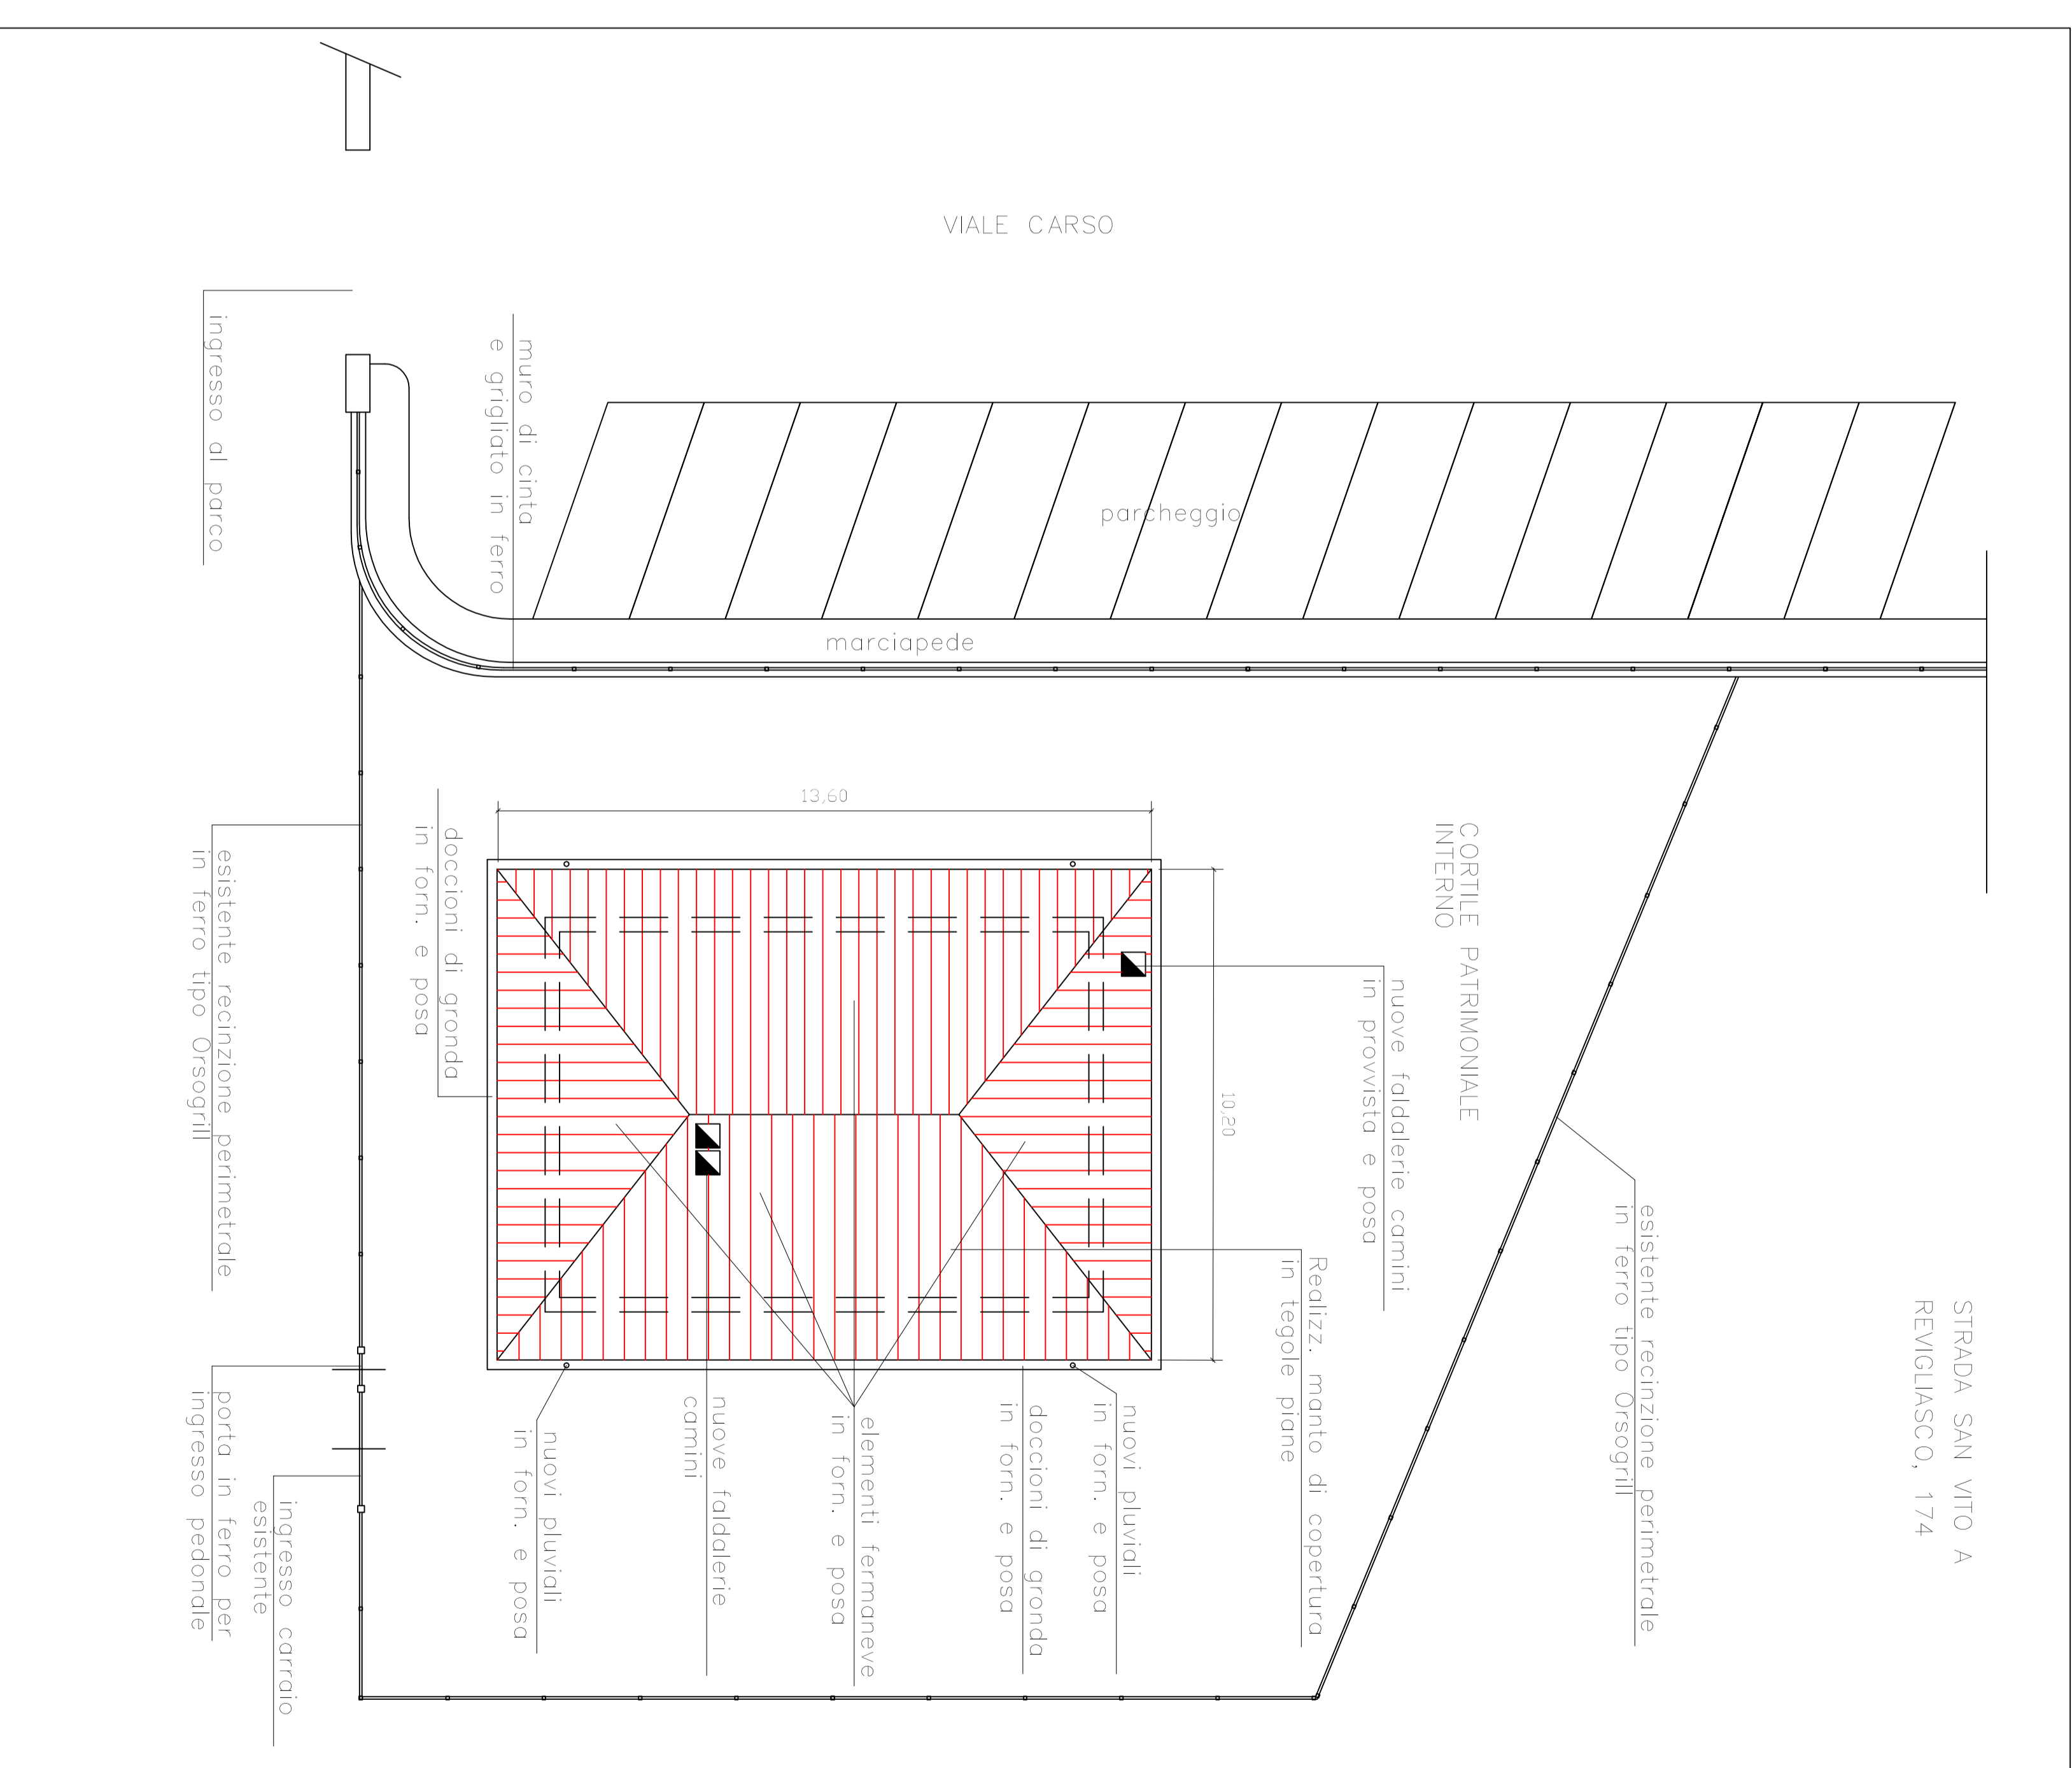 VIALE CARSO
ingresso al parco
muro di cinta
e grigliato in ferro
parcheggio
marciapede
13,60
10,20
CORTILE PATRIMONIALE
INTERNO
doccioni di gronda
in forn. e posa
esistente recinzione perimetrale
in ferro tipo Orsogrill
nuove faldalerie camini
in provvista e posa
esistente recinzione perimetrale
in ferro tipo Orsogrill
STRADA SAN VITO A
REVIGLIASCO, 174
Realizz. manto di copertura
in tegole piane
nuovi pluviali
in forn. e posa
doccioni di gronda
in forn. e posa
elementi fermaneve
in forn. e posa
nuove faldalerie
camini
nuovi pluviali
in forn. e posa
porta in ferro per
ingresso pedonale
ingresso carraio
esistente